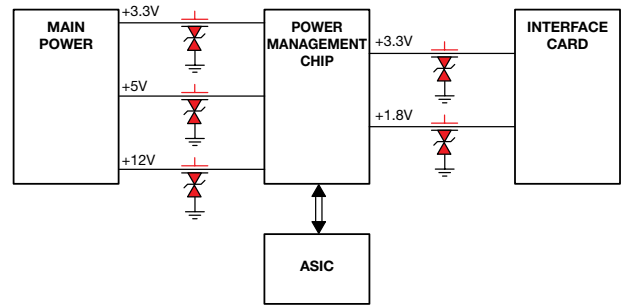 MAIN
POWER
+3.3V
+5V
+12V
POWER
MANAGEMENT
CHIP
+3.3V
+1.8V
INTERFACE
CARD
ASIC